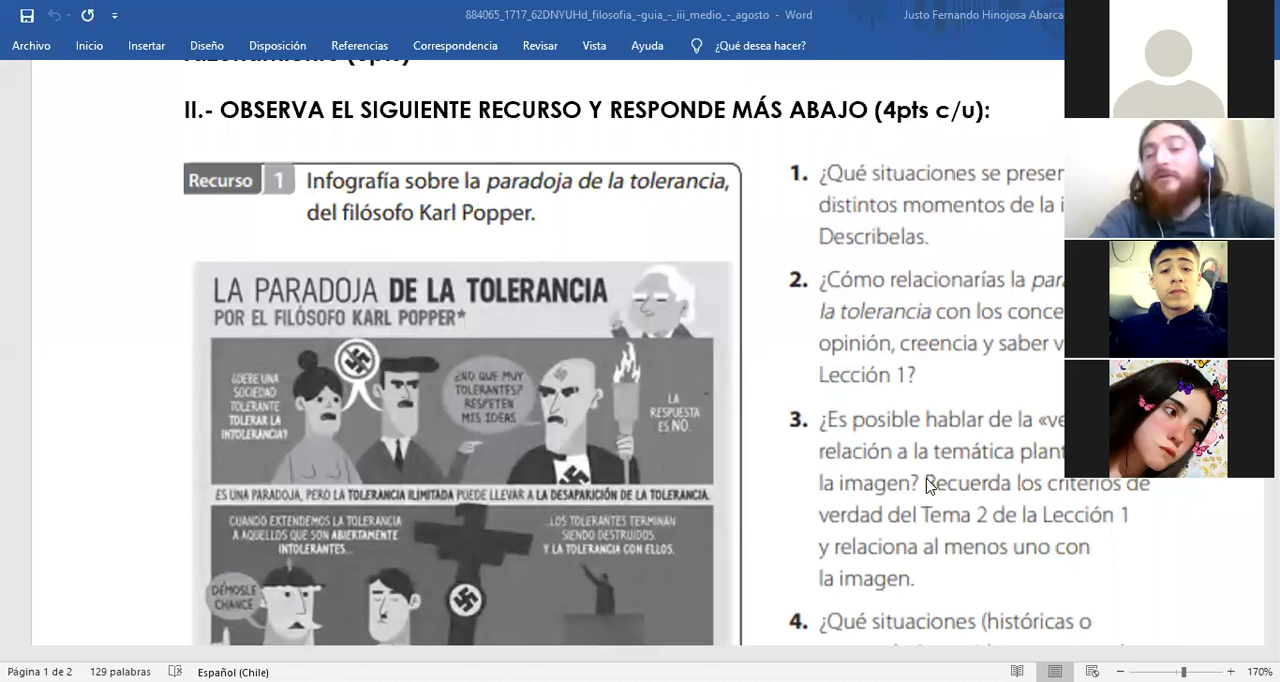 884065_1717_62DNYUHd_filosofia_-guia_-_iii_medio_-_agosto - Word
Justo Fernando Hinojosa Abarca
Archivo
Inicio
Insertar
Diseño
Disposición
Referencias
Correspondencia
Revisar
Vista
Ayuda
¿Qué desea hacer?
II.- OBSERVA EL SIGUIENTE RECURSO Y RESPONDE MÁS ABAJO (4pts c/u):
Recurso 1 Infografía sobre la paradoja de la tolerancia,
del filósofo Karl Popper.
LA PARADOJA DE LA TOLERANCIA
POR EL FILÓSOFO KARL POPPER*
¿DEBE UNA
SOCIEDAD
TOLERANTE
TOLERAR LA
INTOLERANCIA?
¿NO QUE MUY
TOLERANTES?
RESPETEN
MIS IDEAS
LA
RESPUESTA
ES NO.
ES UNA PARADOJA, PERO LA TOLERANCIA ILIMITADA PUEDE LLEVAR A LA DESAPARICIÓN DE LA TOLERANCIA.
CUANDO EXTENDEMOS LA TOLERANCIA
A AQUELLOS QUE SON ABIERTAMENTE
INTOLERANTES...
...LOS TOLERANTES TERMINAN
SIENDO DESTRUIDOS.
Y LA TOLERANCIA CON ELLOS.
DÉMOSLE
CHANCE
1. ¿Qué situaciones se preser
distintos momentos de la i
Descríbelas.
2. ¿Cómo relacionarías la par
la tolerancia con los conce
opinión, creencia y saber v
Lección 1?
3. ¿Es posible hablar de la «ve
relación a la temática plant
la imagen? Recuerda los criterios de
verdad del Tema 2 de la Lección 1
y relaciona al menos uno con
la imagen.
4. ¿Qué situaciones (históricas o
Página 1 de 2
129 palabras
Español (Chile)
170%